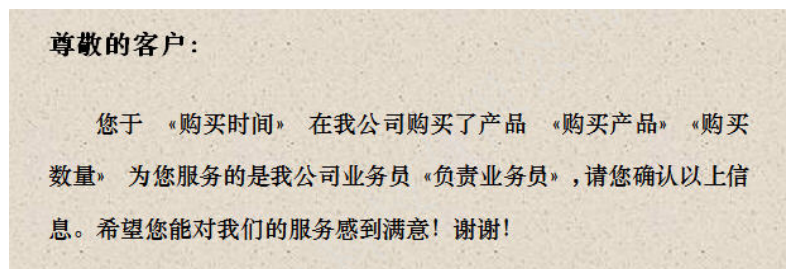 尊敬的客户：
您于 «购买时间» 在我公司购买了产品 «购买产品» «购买
数量» 为您服务的是我公司业务员 «负责业务员»，请您确认以上信
息。希望您能对我们的服务感到满意！谢谢！